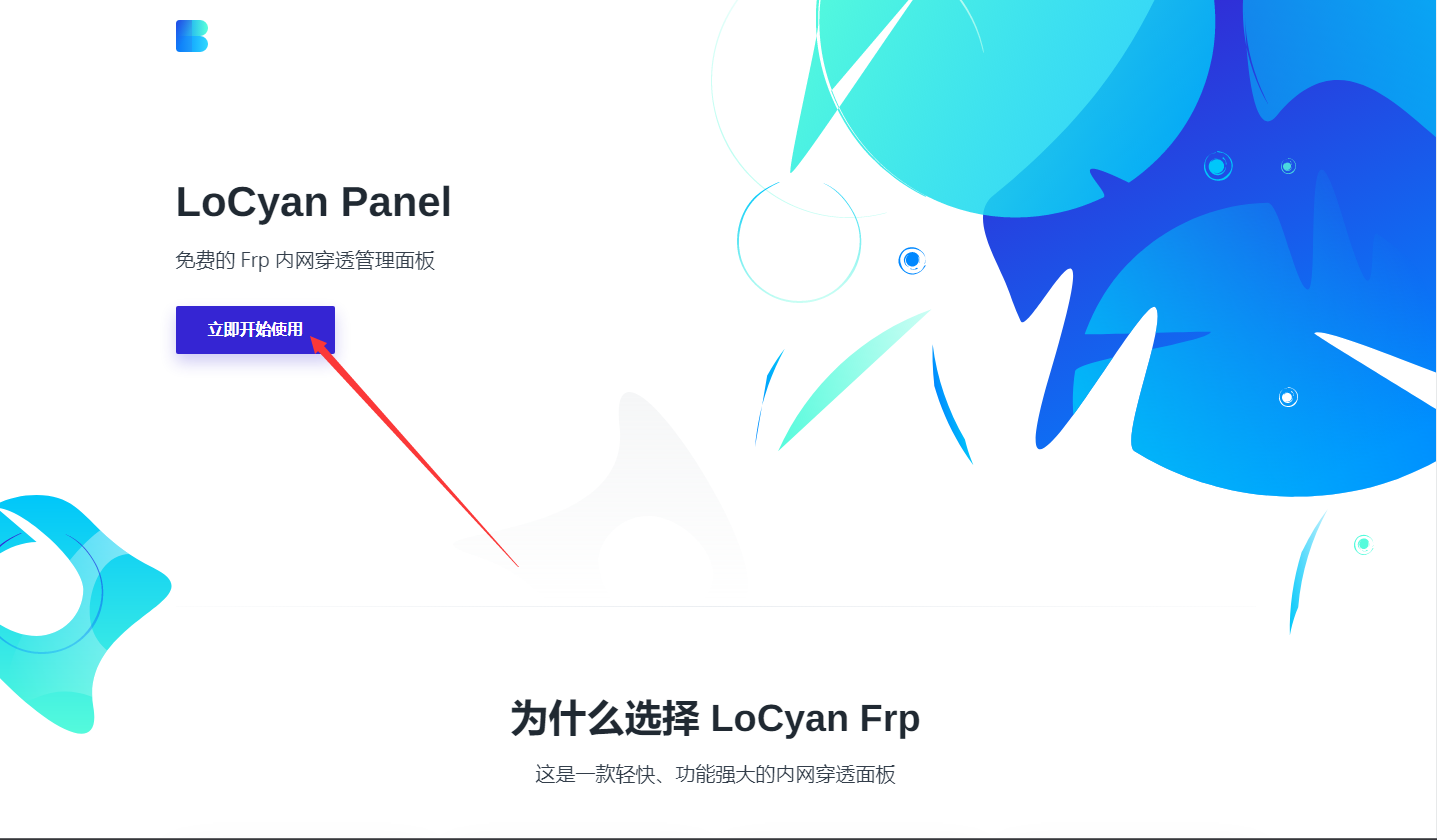 LoCyan Panel
免费的 Frp 内网穿透管理面板
立即开始使用
为什么选择 LoCyan Frp
这是一款轻快、功能强大的内网穿透面板